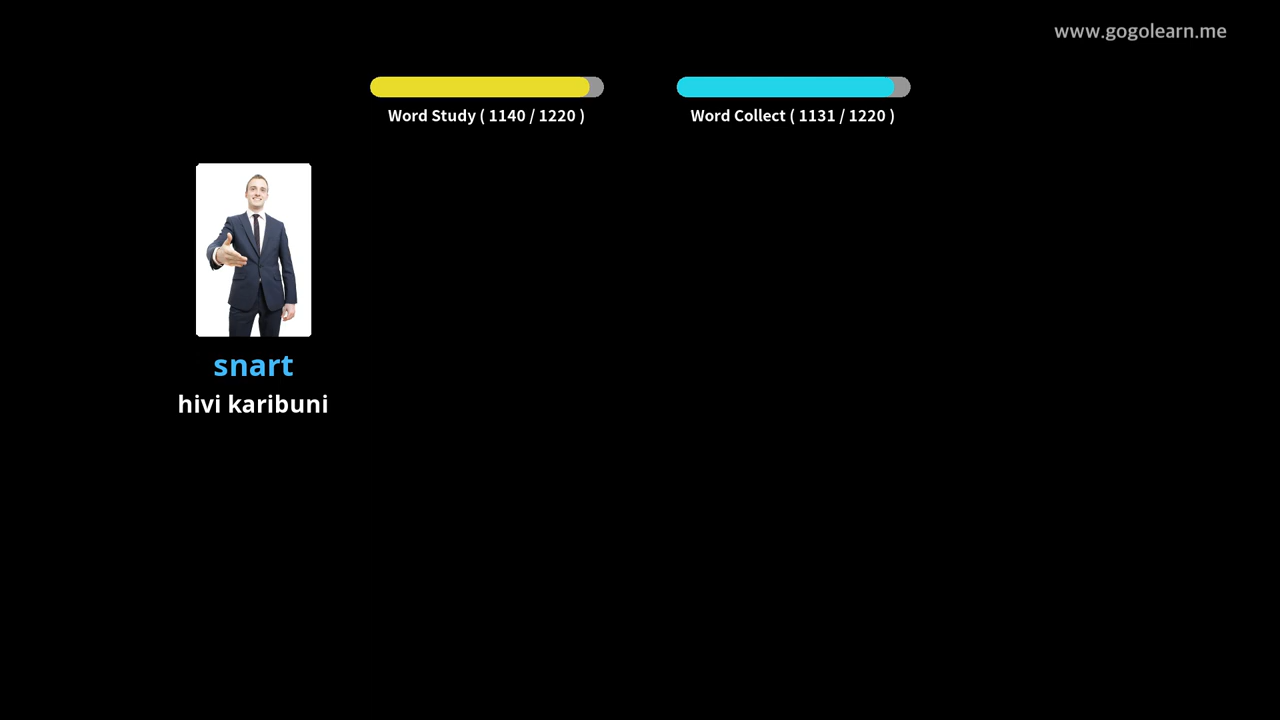 www.gogolearn.me
Word Study ( 1140 / 1220 )
Word Collect ( 1131 / 1220 )
snart
hivi karibuni